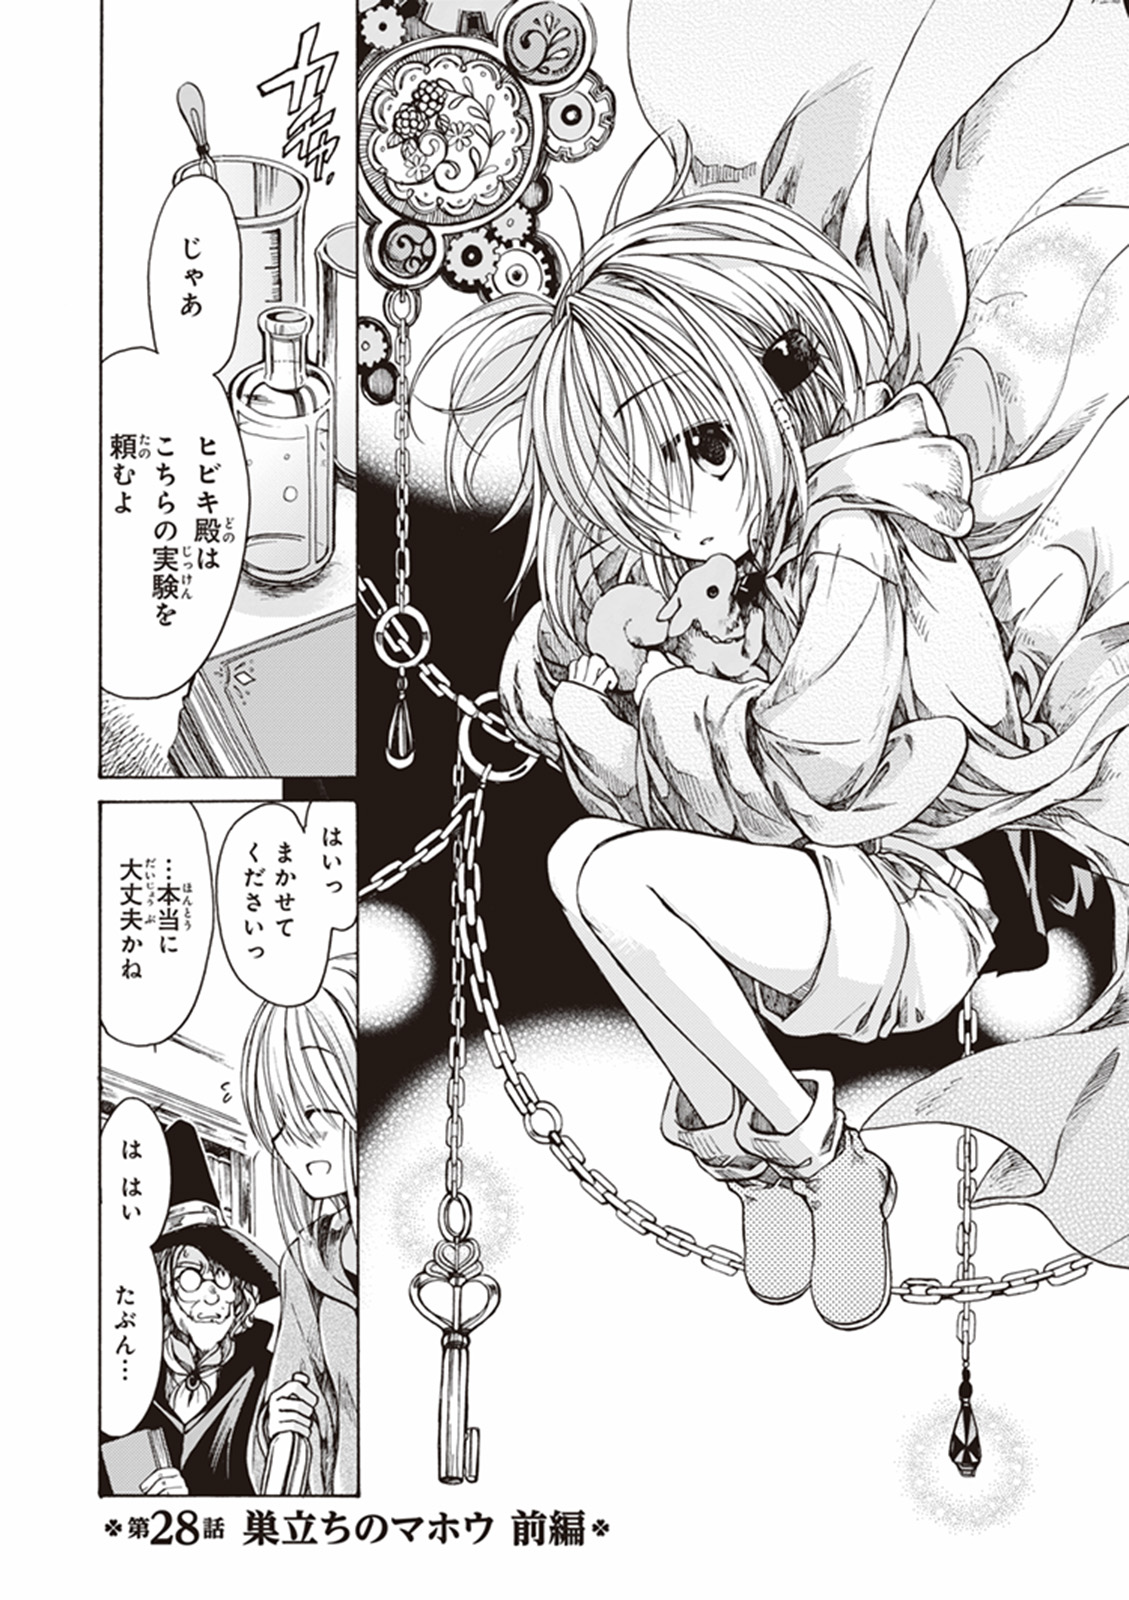 カチャ
じゃあ
ヒビキ殿は
こちらの実験を
頼むよ
はいっ
まかせて
くださいっ
…本当に
大丈夫かね
ははい
たぶん…
第28話 巣立ちのマホウ 前編